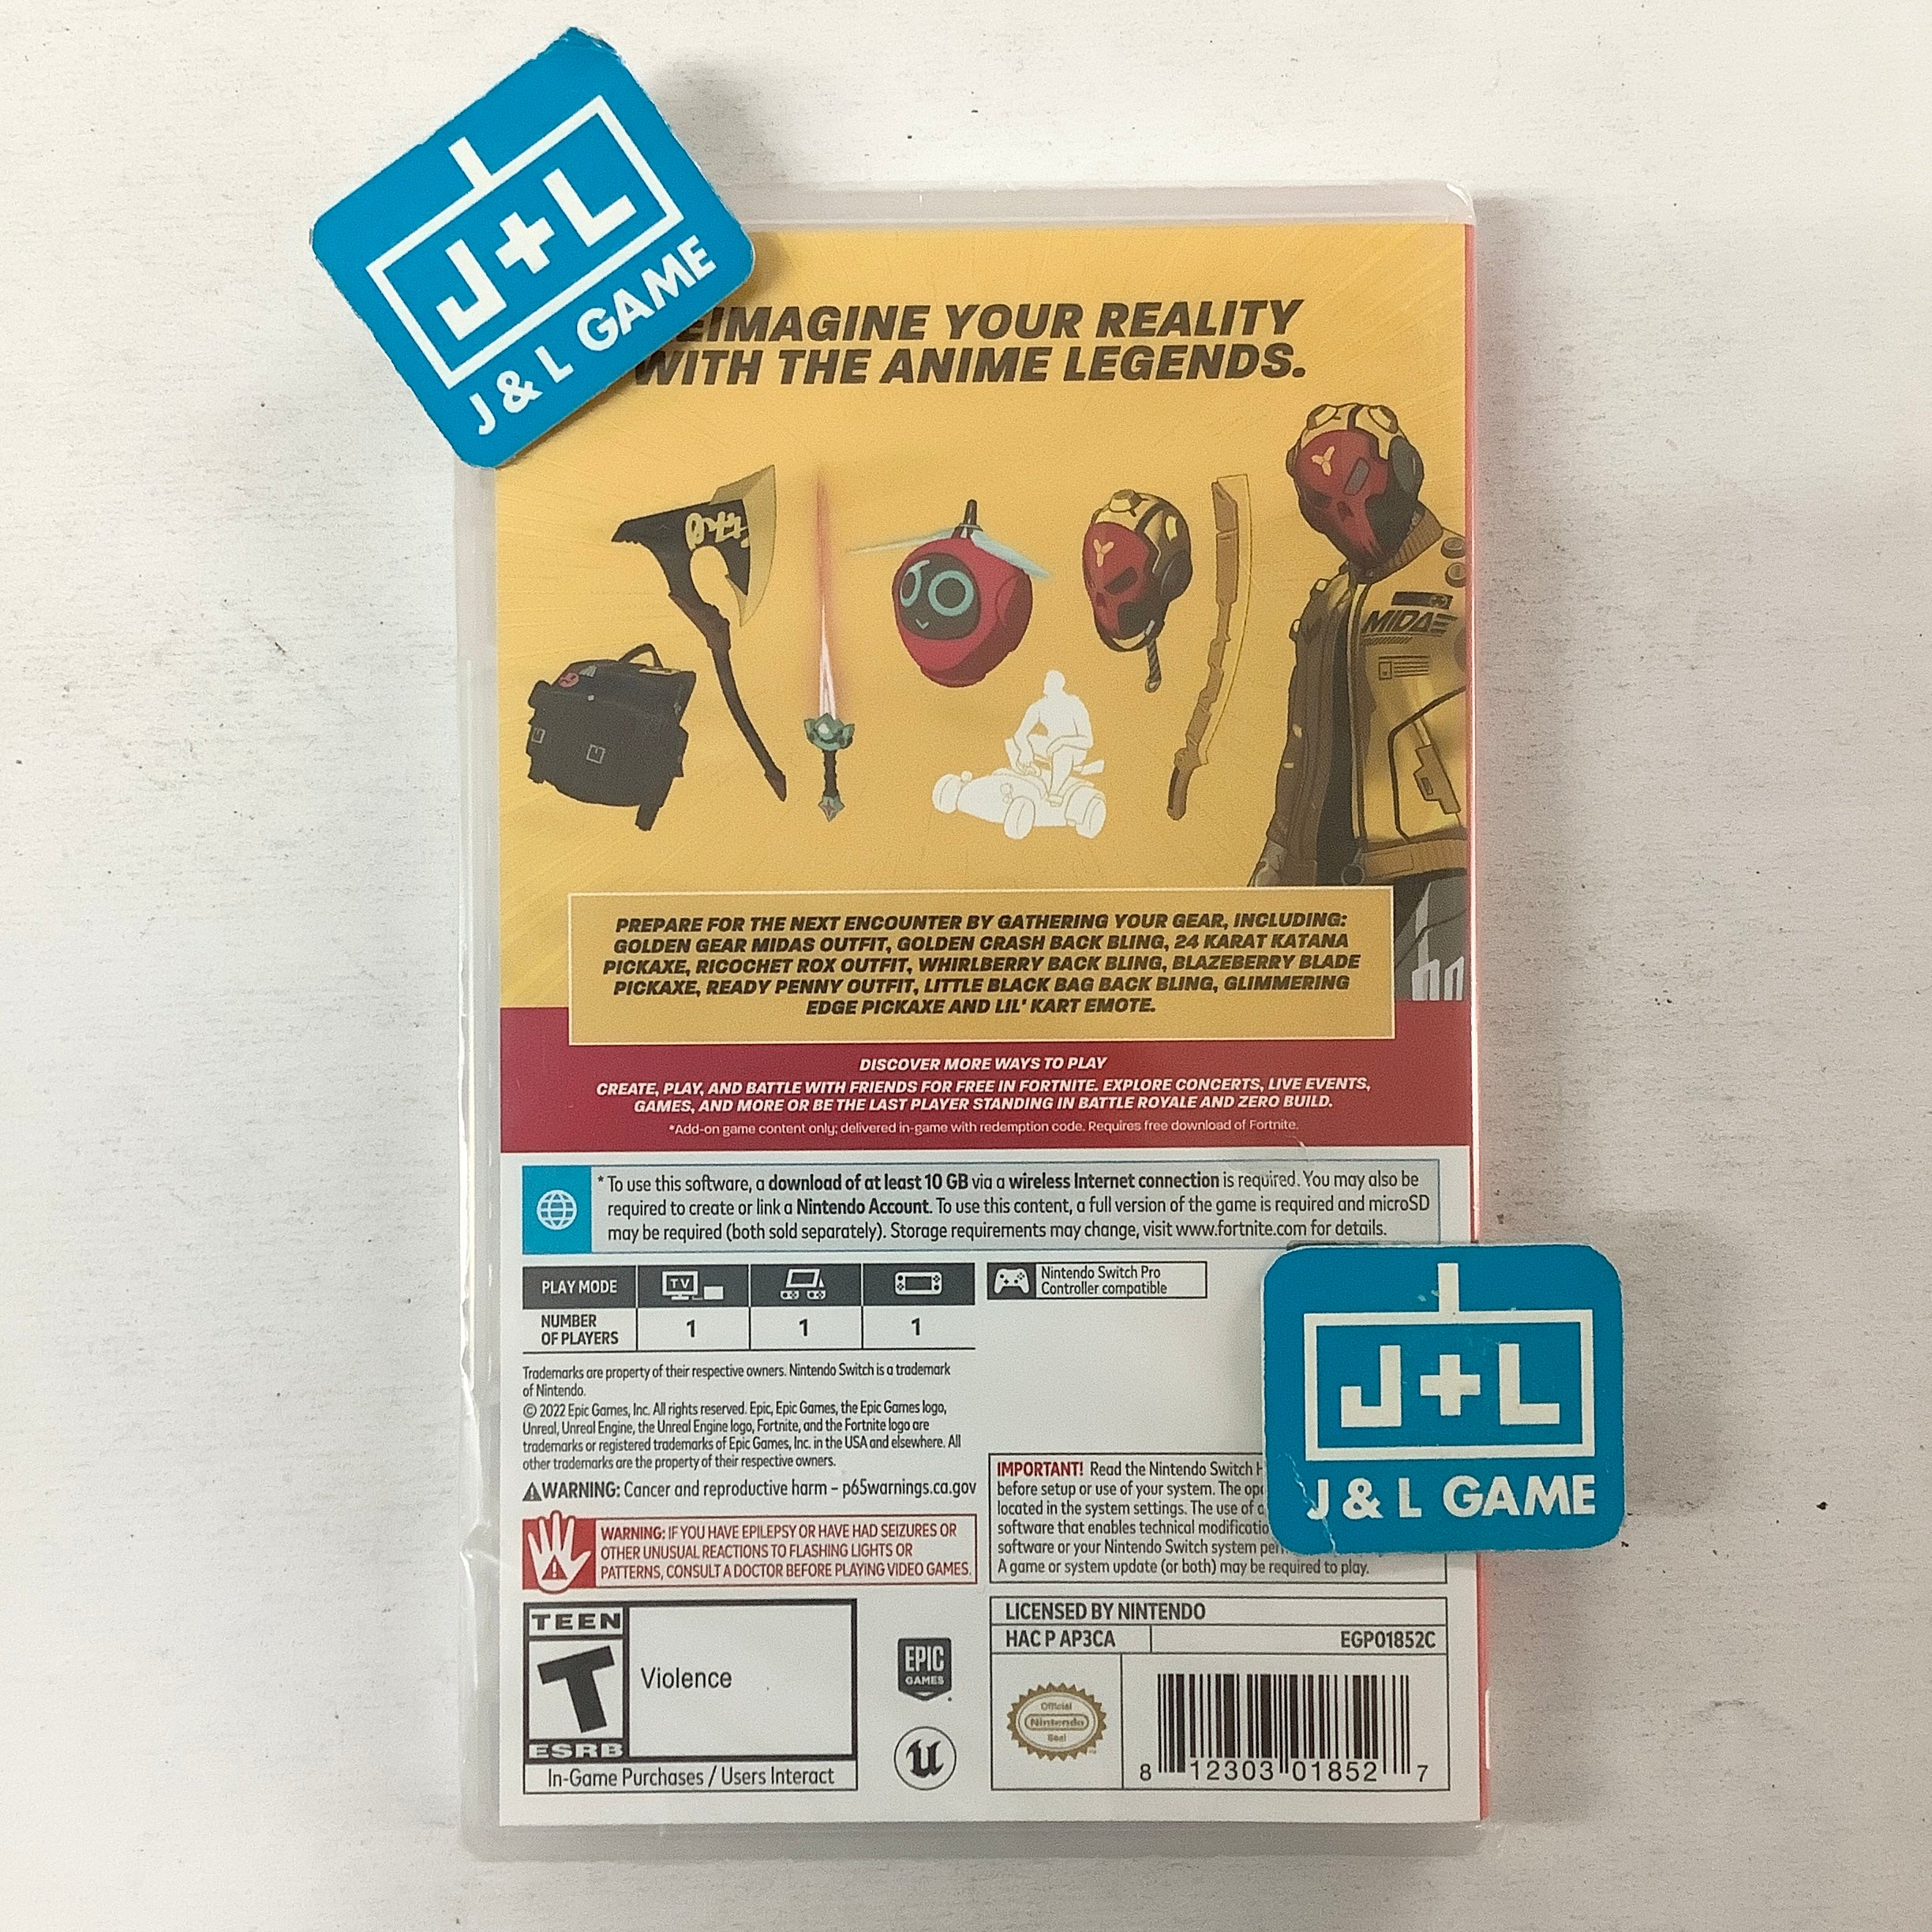 J+L
J & L GAME
EIMAGINE YOUR REALITY
WITH THE ANIME LEGENDS.
MIDAS
PREPARE FOR THE NEXT ENCOUNTER BY GATHERING YOUR GEAR, INCLUDING:
GOLDEN GEAR MIDAS OUTFIT, GOLDEN CRASH BACK BLING, 24 KARAT KATANA
PICKAXE, RICOCHET ROX OUTFIT, WHIRLBERRY BACK BLING, BLAZEBERRY BLADE
PICKAXE, READY PENNY OUTFIT, LITTLE BLACK BAG BACK BLING, GLIMMERING
EDGE PICKAXE AND LIL' KART EMOTE.
DISCOVER MORE WAYS TO PLAY
CREATE, PLAY, AND BATTLE WITH FRIENDS FOR FREE IN FORTNITE. EXPLORE CONCERTS, LIVE EVENTS,
GAMES, AND MORE OR BE THE LAST PLAYER STANDING IN BATTLE ROYALE AND ZERO BUILD.
*Add-on game content only; delivered in-game with redemption code. Requires free download of Fortnite.
* To use this software, a download of at least 10 GB via a wireless Internet connection is required. You may also be
required to create or link a Nintendo Account. To use this content, a full version of the game is required and microSD
may be required (both sold separately). Storage requirements may change, visit www.fortnite.com for details.
PLAY MODE
TV
NUMBER
OF PLAYERS
1
1
1
Nintendo Switch Pro
Controller compatible
Trademarks are property of their respective owners. Nintendo Switch is a trademark
of Nintendo.
© 2022 Epic Games, Inc. All rights reserved. Epic, Epic Games, the Epic Games logo,
Unreal, Unreal Engine, the Unreal Engine logo, Fortnite, and the Fortnite logo are
trademarks or registered trademarks of Epic Games, Inc. in the USA and elsewhere. All
other trademarks are the property of their respective owners.
WARNING: Cancer and reproductive harm – p65warnings.ca.gov
WARNING: IF YOU HAVE EPILEPSY OR HAVE HAD SEIZURES OR
OTHER UNUSUAL REACTIONS TO FLASHING LIGHTS OR
PATTERNS, CONSULT A DOCTOR BEFORE PLAYING VIDEO GAMES.
IMPORTANT! Read the Nintendo Switch
before setup or use of your system. The
located in the system settings. The use of
software that enables technical
software or your Nintendo Switch system
A game or system update (or both) may be required to play.
J+L
J & L GAME
TEEN
T
ESRB
Violence
In-Game Purchases / Users Interact
EPIC
GAMES
u
LICENSED BY NINTENDO
HAC P AP3CA
EGP01852C
Official
Nintendo
Seal
8 12303 01852 7